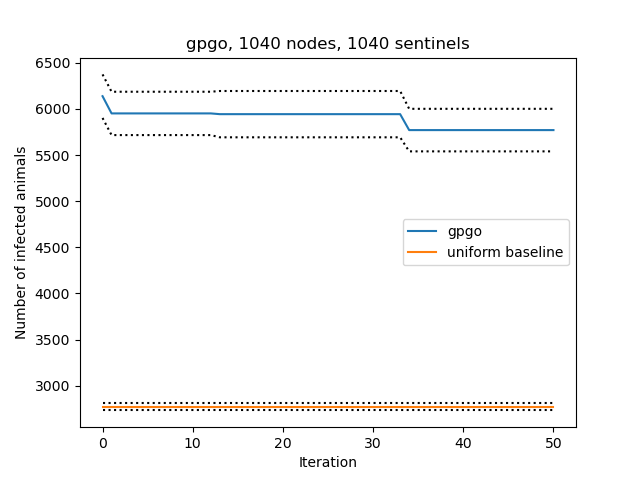 gpgo, 1040 nodes, 1040 sentinels
6500
6000
5500
5000
4500
4000
3500
3000
Number of infected animals
gpgo
uniform baseline
0 10 20 30 40 50
Iteration